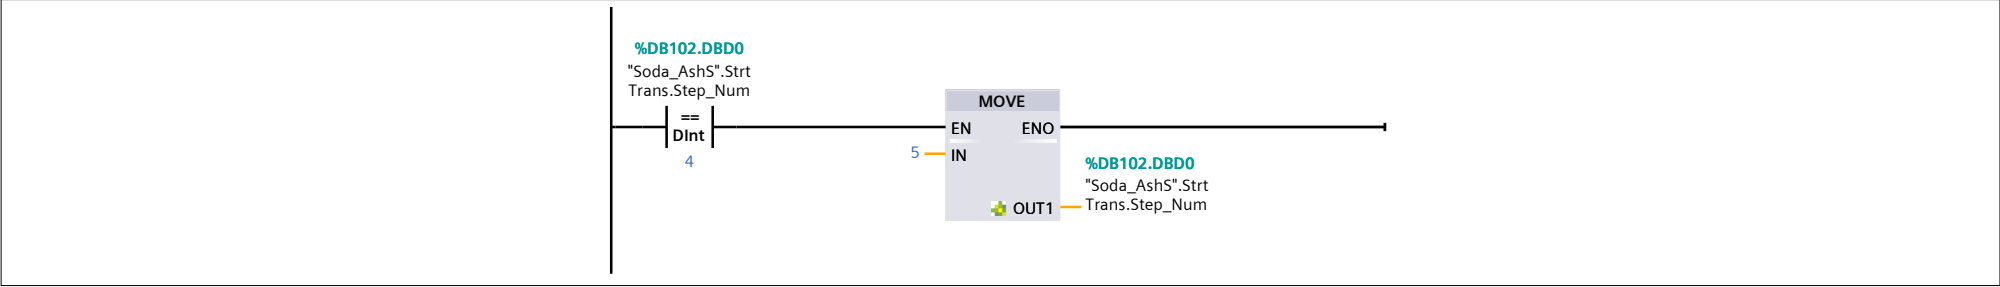 %DB102.DBD0
"Soda_AshS".Strt
Trans.Step_Num
==
DInt
4
MOVE
EN ENO
5 IN
%DB102.DBD0
"Soda_AshS".Strt
Trans.Step_Num
OUT1